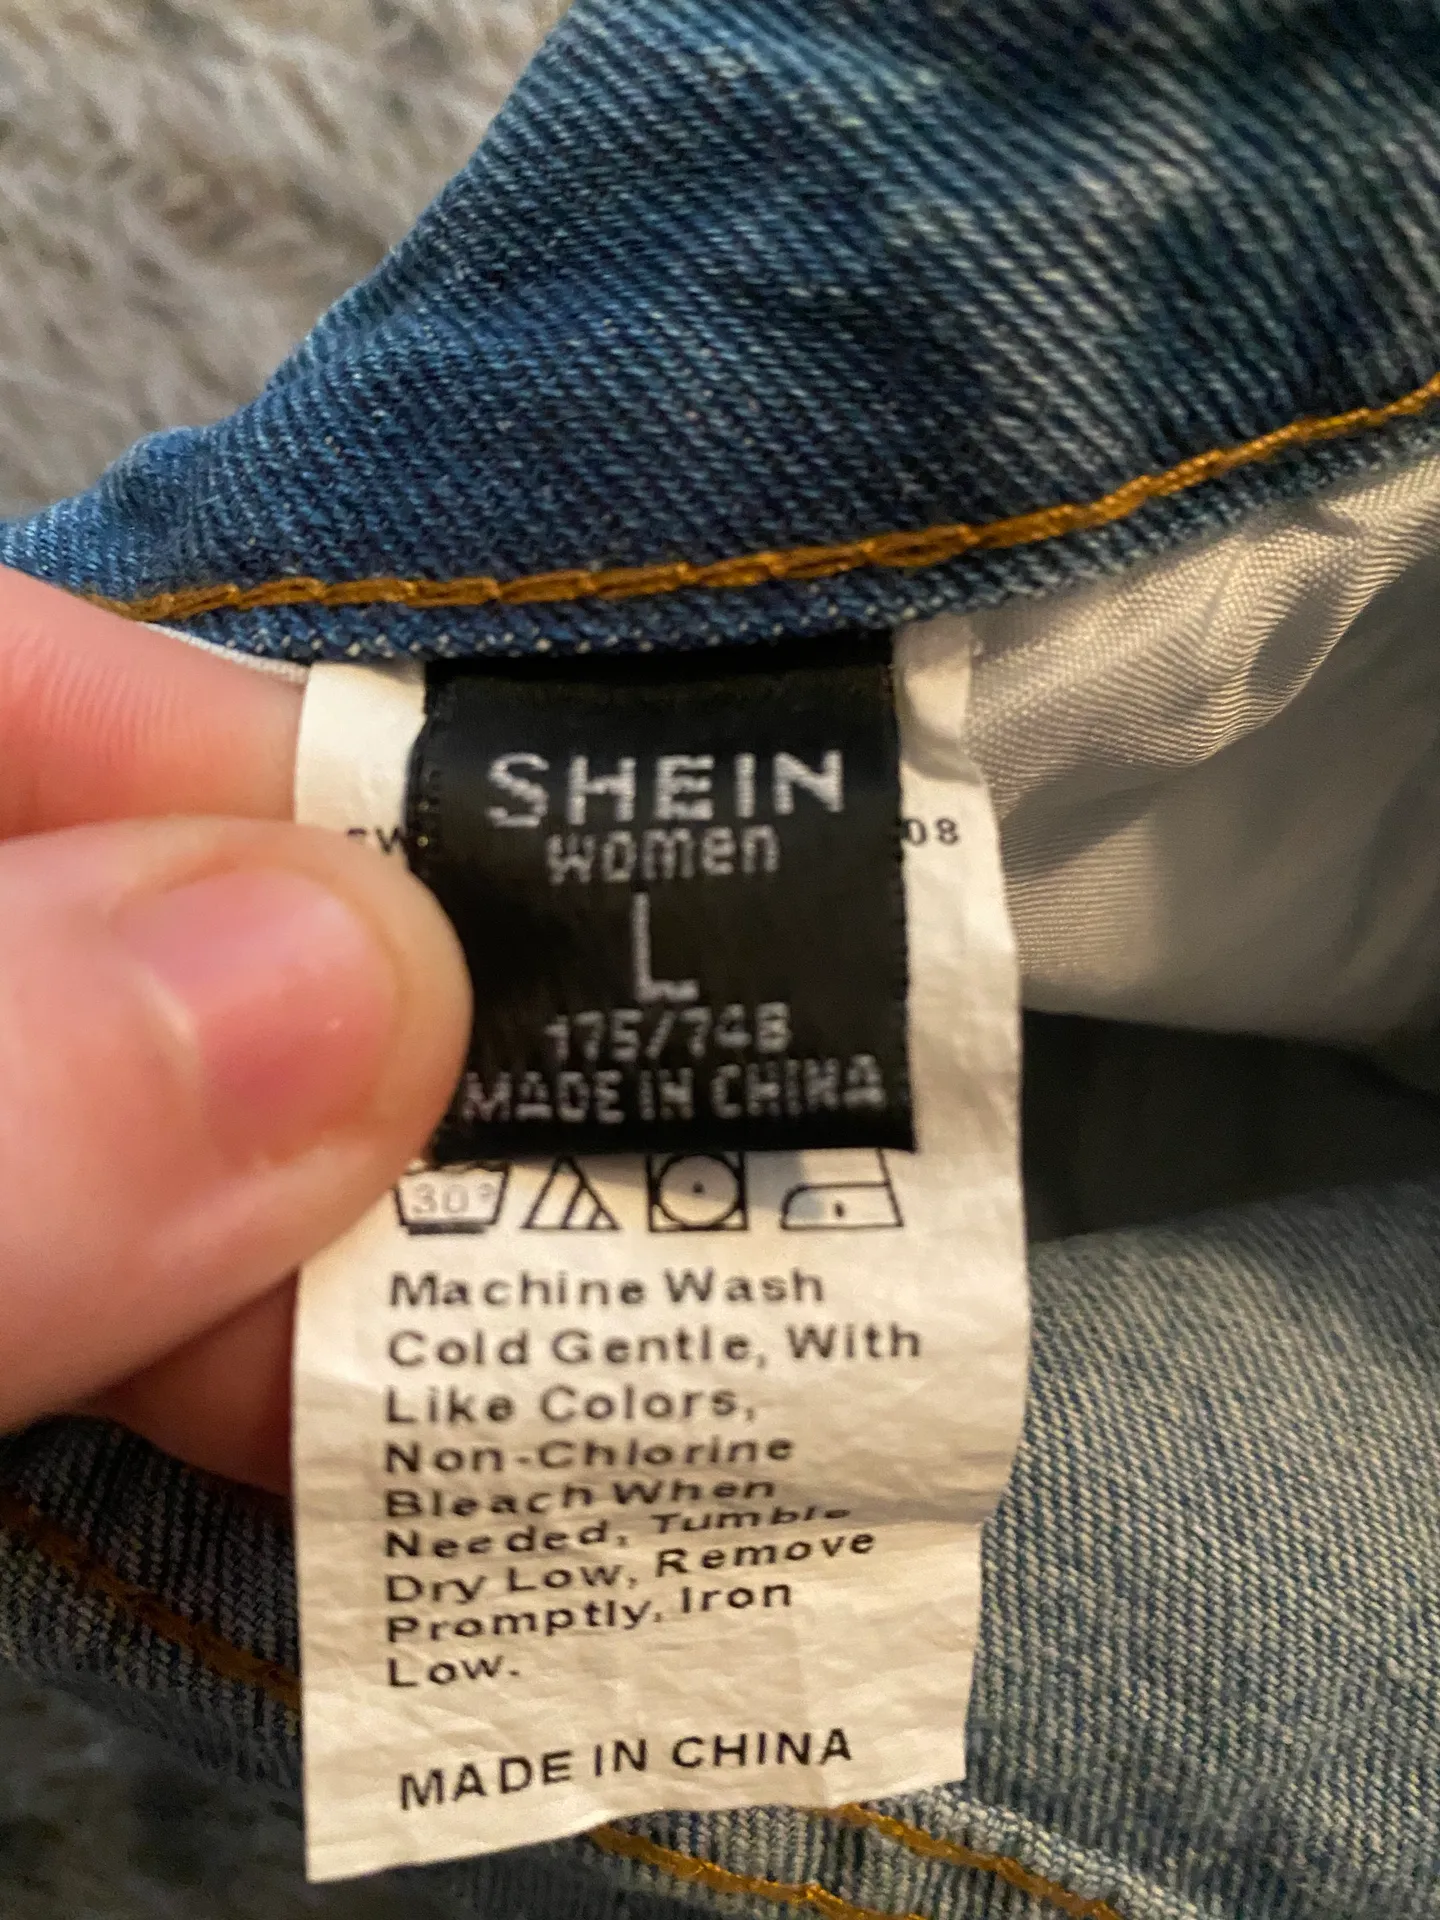 SHEIN
women
08
L
175/74B
MADE IN CHINA
30°
Machine Wash
Cold Gentle, With
Like Colors,
Non-Chlorine
Bleach When
Needed, Tumble
Dry Low, Remove
Promptly, Iron
Low.
MADE IN CHINA